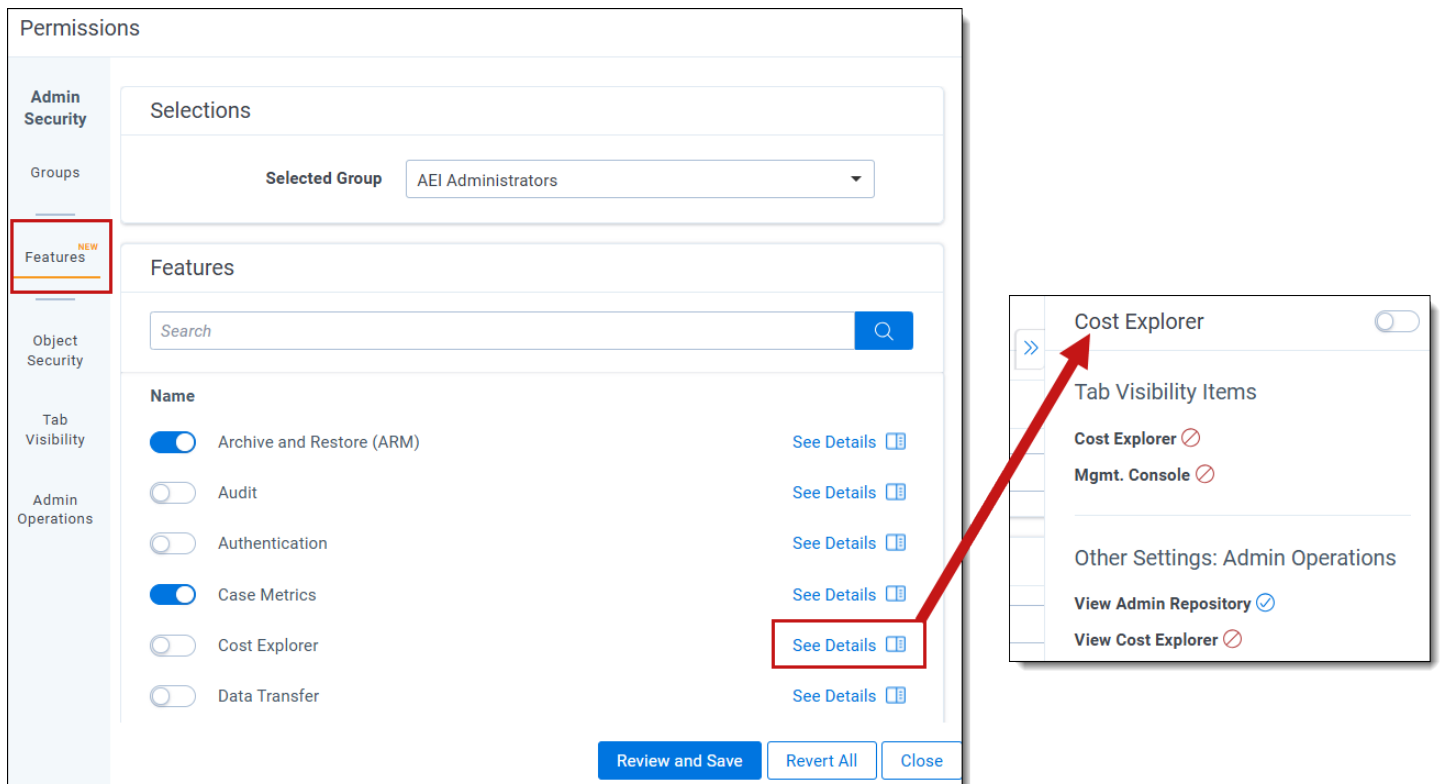 Permissions
Admin
Security
Groups
Features NEW
Object
Security
Tab
Visibility
Admin
Operations
Selections
Selected Group AEI Administrators
Features
Search
Name
Archive and Restore (ARM) See Details
Audit See Details
Authentication See Details
Case Metrics See Details
Cost Explorer See Details
Data Transfer See Details
Review and Save Revert All Close
Cost Explorer
Tab Visibility Items
Cost Explorer
Mgmt. Console
Other Settings: Admin Operations
View Admin Repository
View Cost Explorer